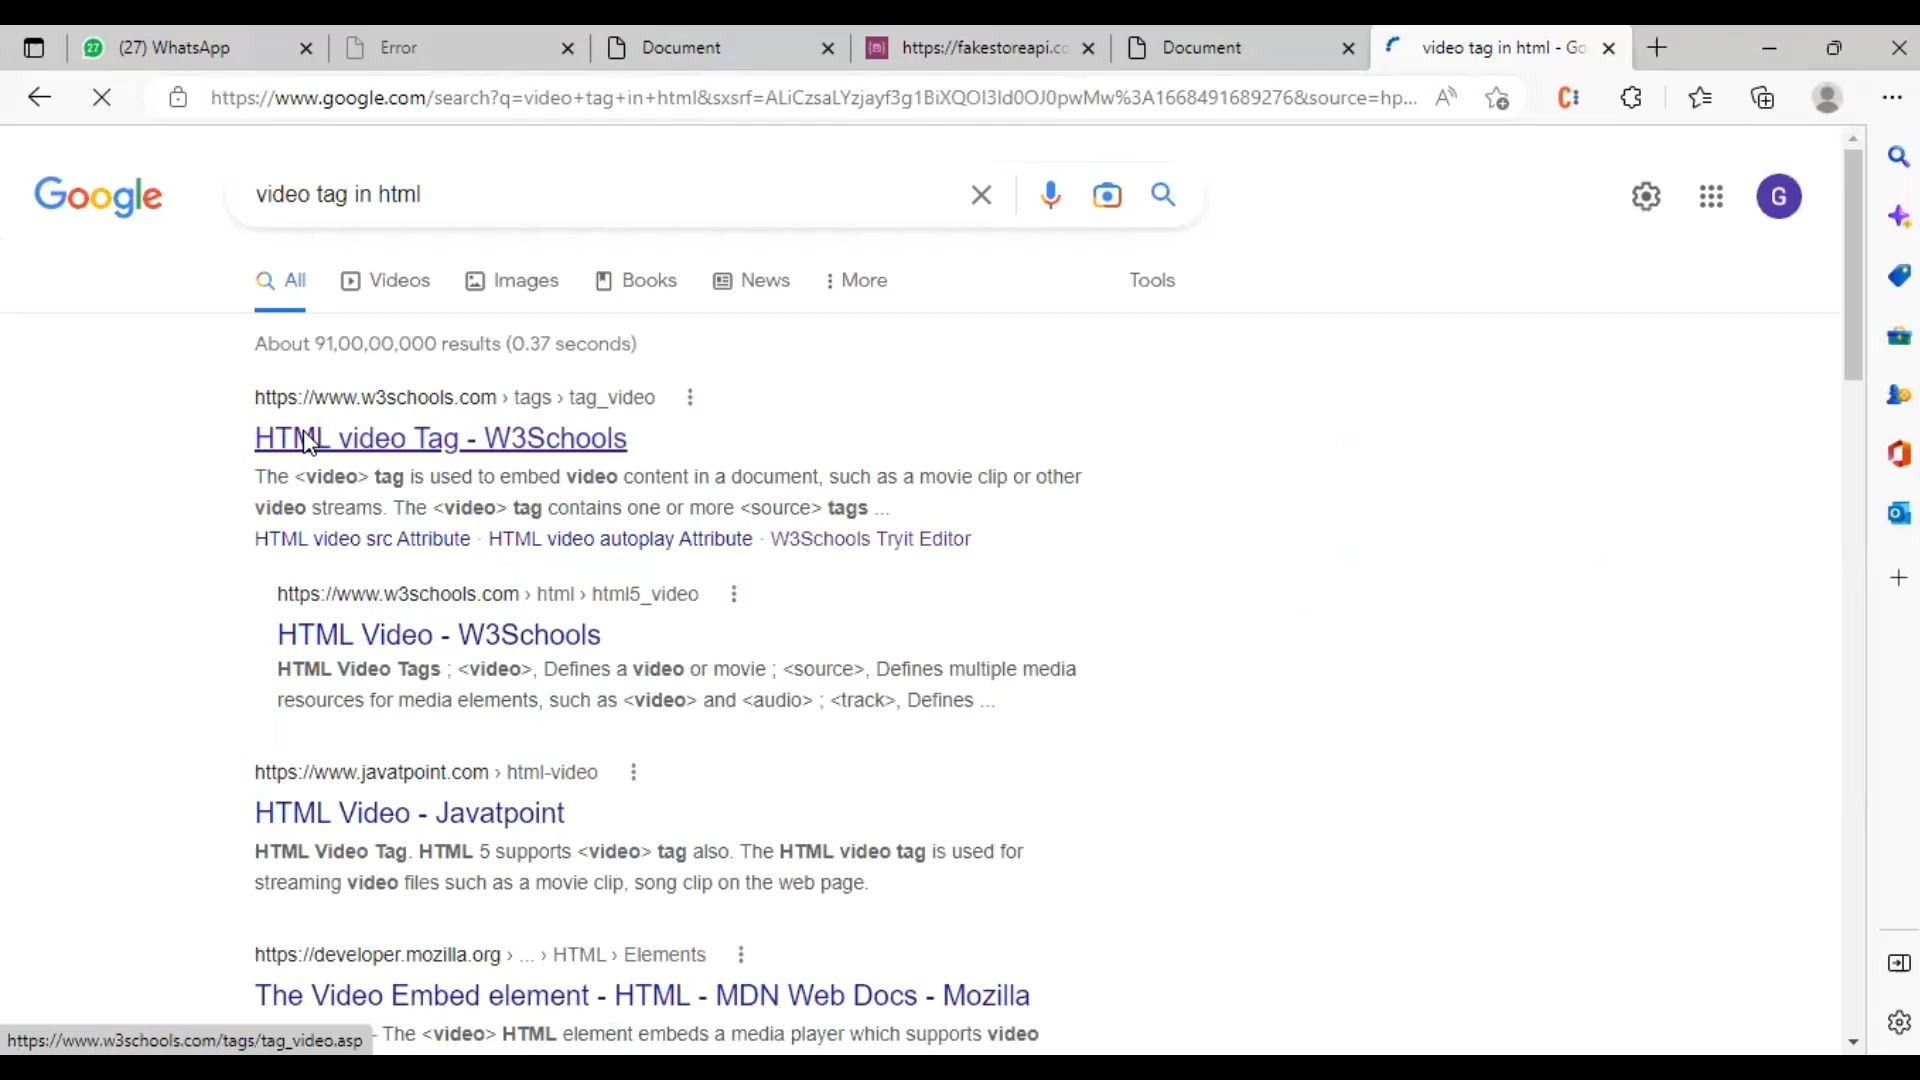 27 (27) WhatsApp
Error
Document
https://fakestoreapi.co
Document
video tag in html - Go
https://www.google.com/search?q=video+tag+in+html&sxsrf=ALiCzsaLYzjayf3g1BiXQOI3Id0OJ0pwMw%3A1668491689276&source=hp...
Google
video tag in html
G
All
Videos
Images
Books
News
More
Tools
About 91,00,00,000 results (0.37 seconds)
https://www.w3schools.com › tags › tag_video
HTML video Tag - W3Schools
The <video> tag is used to embed video content in a document, such as a movie clip or other
video streams. The <video> tag contains one or more <source> tags ...
HTML video src Attribute · HTML video autoplay Attribute · W3Schools Tryit Editor
https://www.w3schools.com › html › html5_video
HTML Video - W3Schools
HTML Video Tags ; <video>, Defines a video or movie ; <source>, Defines multiple media
resources for media elements, such as <video> and <audio> ; <track>, Defines ...
https://www.javatpoint.com › html-video
HTML Video - Javatpoint
HTML Video Tag. HTML 5 supports <video> tag also. The HTML video tag is used for
streaming video files such as a movie clip, song clip on the web page.
https://developer.mozilla.org › ... › HTML › Elements
The Video Embed element - HTML - MDN Web Docs - Mozilla
- The <video> HTML element embeds a media player which supports video
https://www.w3schools.com/tags/tag_video.asp